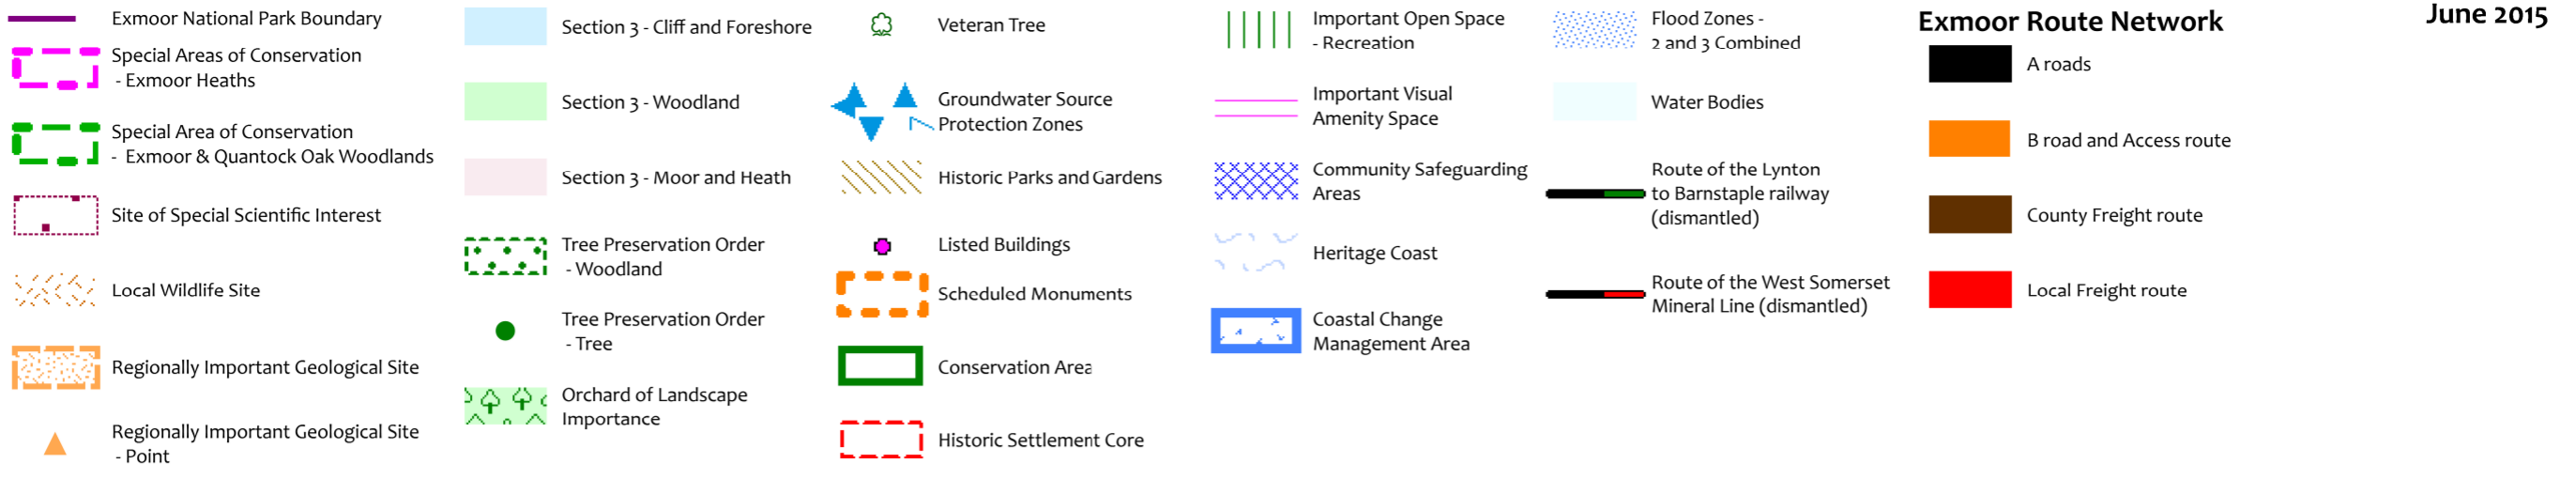 Exmoor National Park Boundary
Special Areas of Conservation
- Exmoor Heaths
Special Area of Conservation
- Exmoor & Quantock Oak Woodlands
Site of Special Scientific Interest
Local Wildlife Site
Regionally Important Geological Site
Regionally Important Geological Site
- Point
Section 3 - Cliff and Foreshore
Section 3 - Woodland
Section 3 - Moor and Heath
Tree Preservation Order
- Woodland
Tree Preservation Order
- Tree
Orchard of Landscape
Importance
Veteran Tree
Groundwater Source
Protection Zones
Historic Parks and Gardens
Listed Buildings
Scheduled Monuments
Conservation Area
Historic Settlement Core
Important Open Space
- Recreation
Important Visual
Amenity Space
Community Safeguarding
Areas
Heritage Coast
Coastal Change
Management Area
Flood Zones -
2 and 3 Combined
Water Bodies
Route of the Lynton
to Barnstaple railway
(dismantled)
Route of the West Somerset
Mineral Line (dismantled)
Exmoor Route Network
A roads
B road and Access route
County Freight route
Local Freight route
June 2015